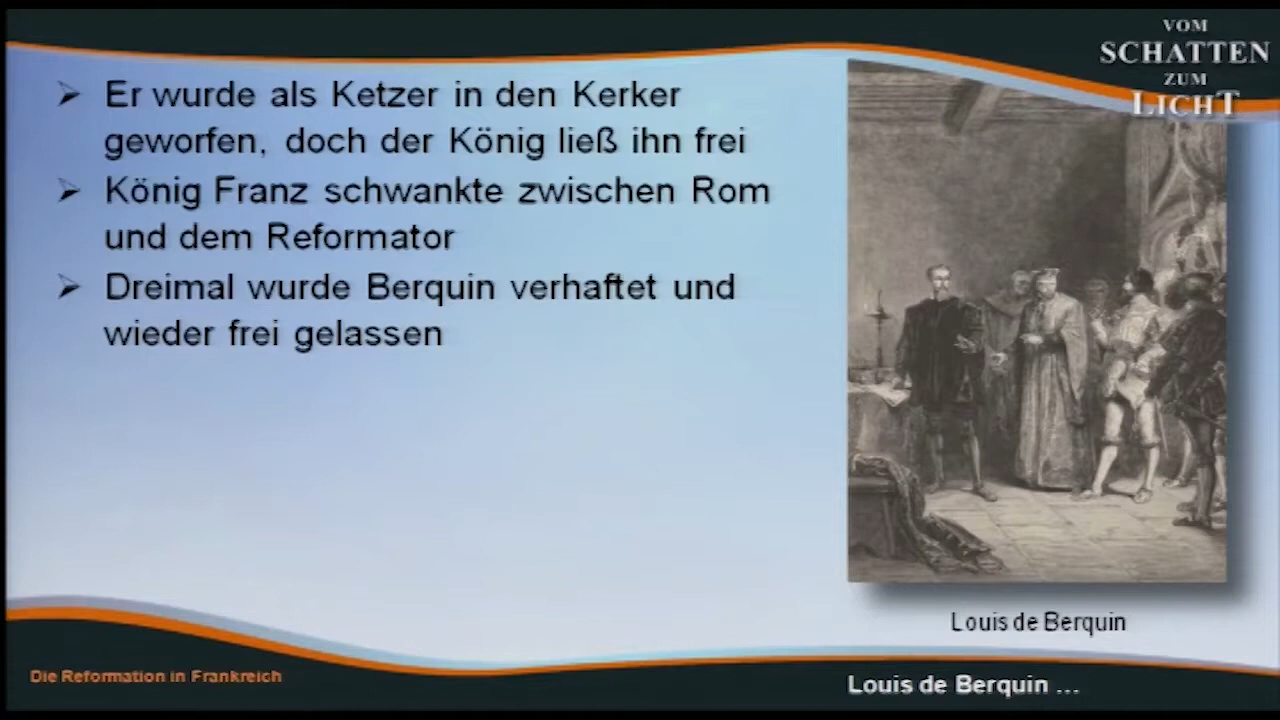 VOM
SCHATTEN
ZUM
LICHT
➢ Er wurde als Ketzer in den Kerker
geworfen, doch der König ließ ihn frei
➢ König Franz schwankte zwischen Rom
und dem Reformator
➢ Dreimal wurde Berquin verhaftet und
wieder frei gelassen
Louis de Berquin
Die Reformation in Frankreich
Louis de Berquin ...